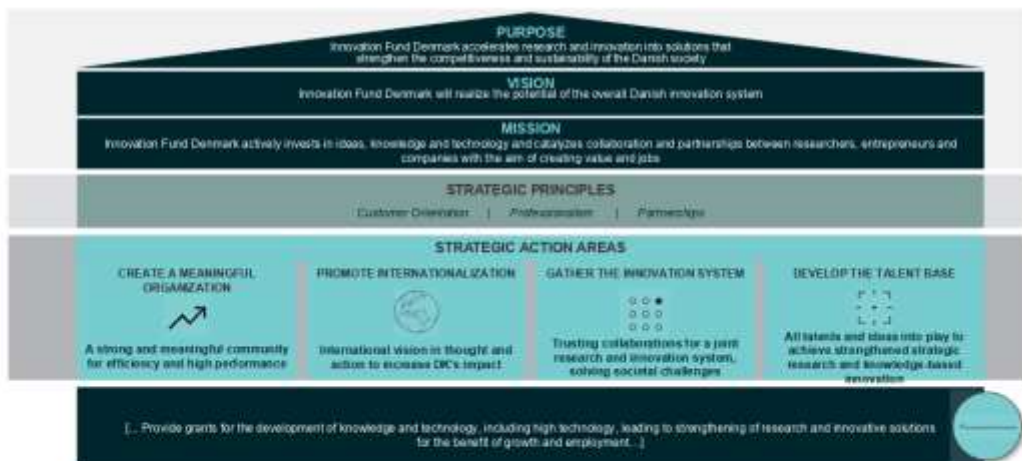 PURPOSE
Innovation Fund Denmark accelerates research and innovation into solutions that
strengthen the competitiveness and sustainability of the Danish society
VISION
Innovation Fund Denmark will realize the potential of the overall Danish innovation system
MISSION
Innovation Fund Denmark actively invests in ideas, knowledge and technology and catalyzes collaboration and partnerships between researchers, entrepreneurs and
companies with the aim of creating value and jobs
STRATEGIC PRINCIPLES
Customer Orientation | Professionalism | Partnerships
STRATEGIC ACTION AREAS
CREATE A MEANINGFUL
ORGANIZATION
A strong and meaningful community
for efficiency and high performance
PROMOTE INTERNATIONALIZATION
International vision in thought and
action to increase DK's impact
GATHER THE INNOVATION SYSTEM
Trusting collaborations for a joint
research and innovation system,
solving societal challenges
DEVELOP THE TALENT BASE
All talents and ideas into play to
achieve strengthened strategic
research and knowledge-based
innovation
[... Provide grants for the development of knowledge and technology, including high technology, leading to strengthening of research and innovative solutions
for the benefit of growth and employment...]